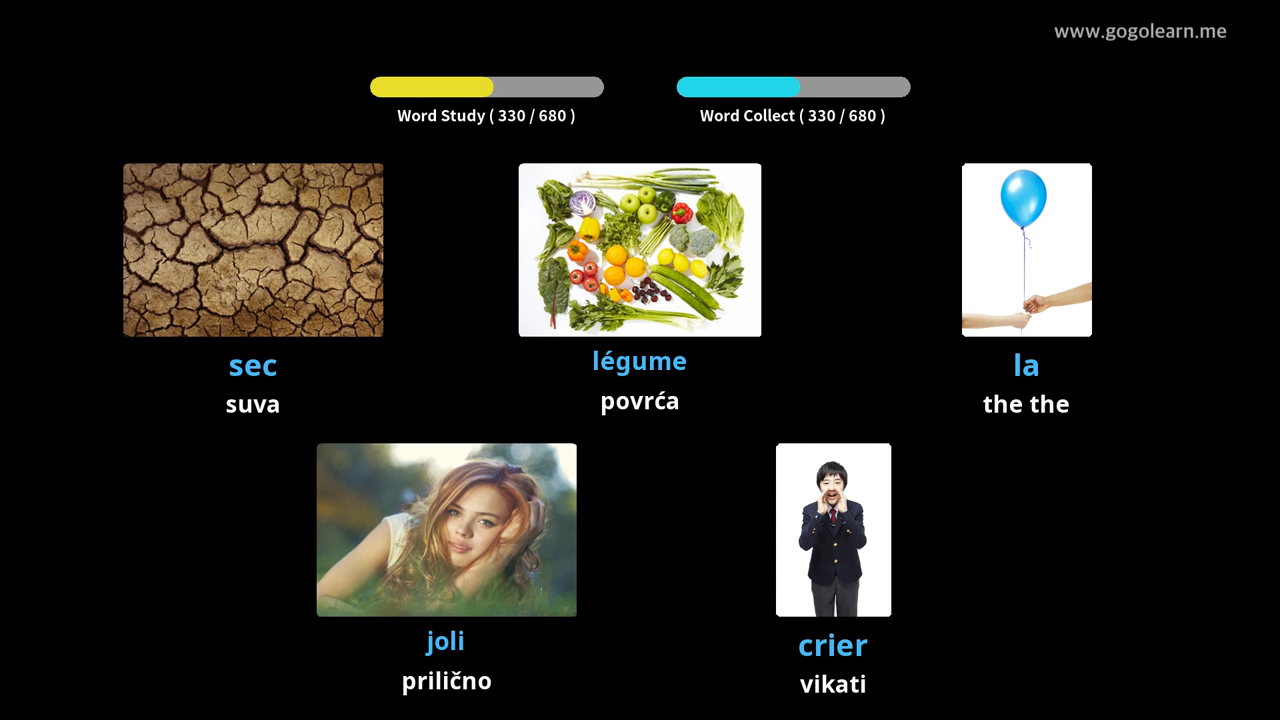 www.gogolearn.me
Word Study ( 330 / 680 )
Word Collect ( 330 / 680 )
sec
suva
légume
povrća
la
the the
joli
prilično
crier
vikati